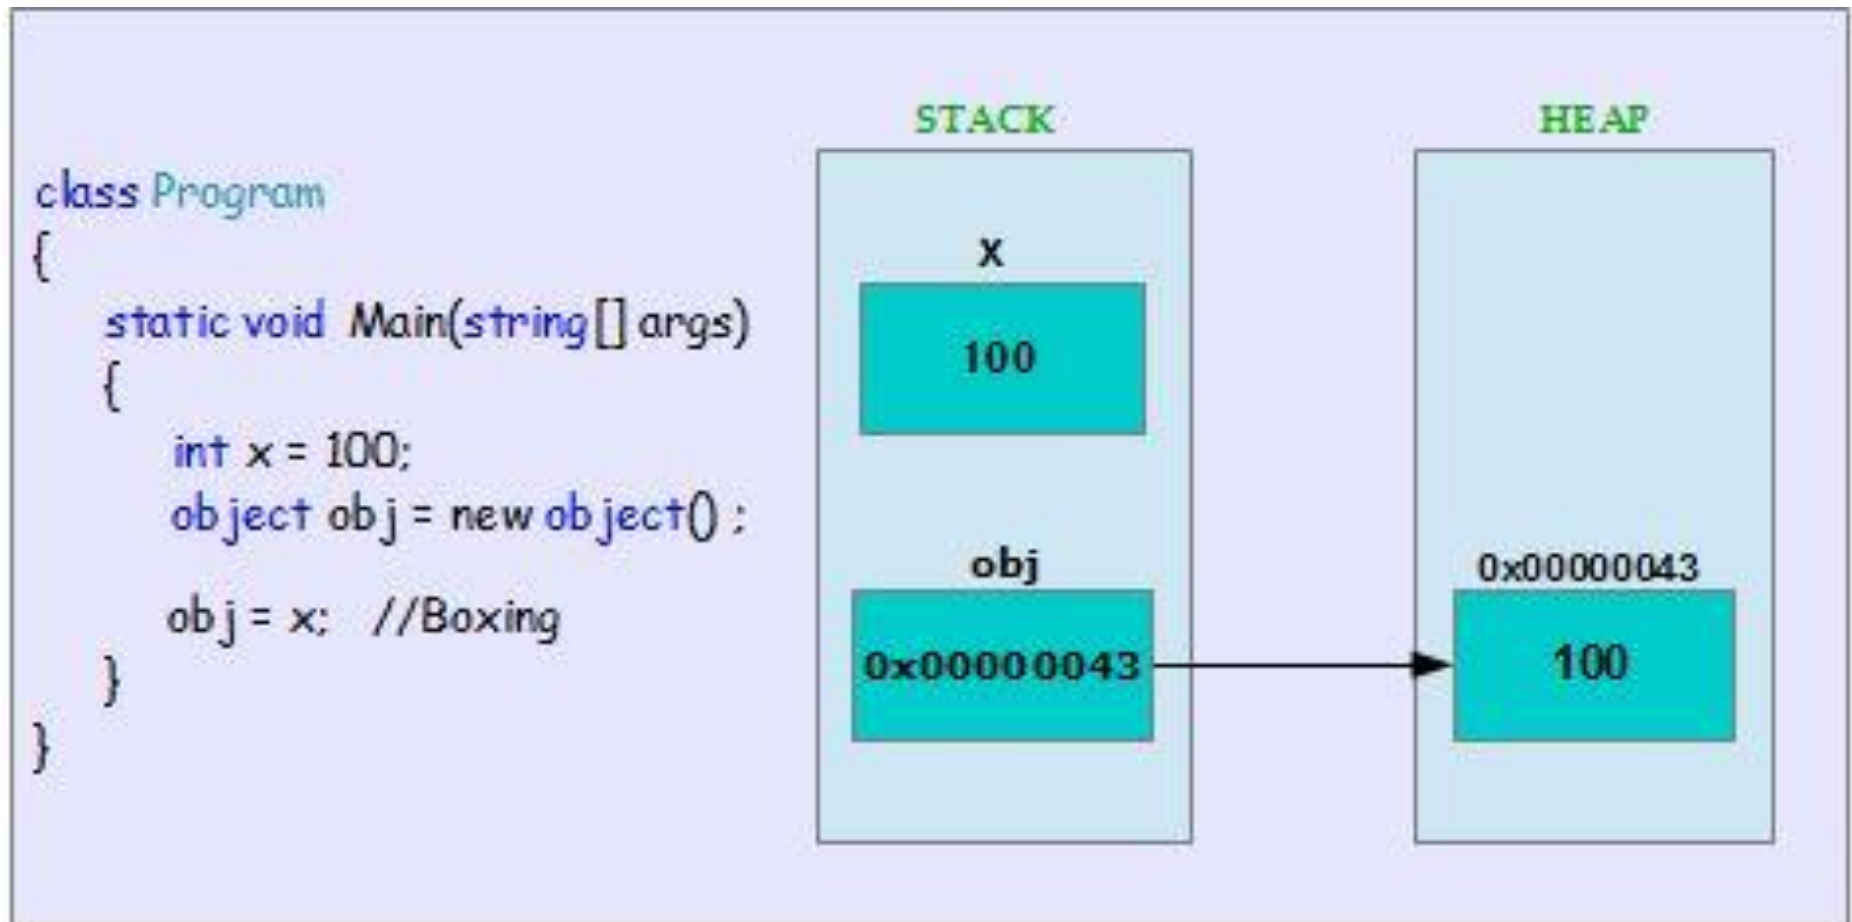 class Program
{
static void Main(string[] args)
{
int x = 100;
object obj = new object() ;
obj = x; //Boxing
}
}
STACK
X
100
obj
0x00000043
HEAP
0x00000043
100